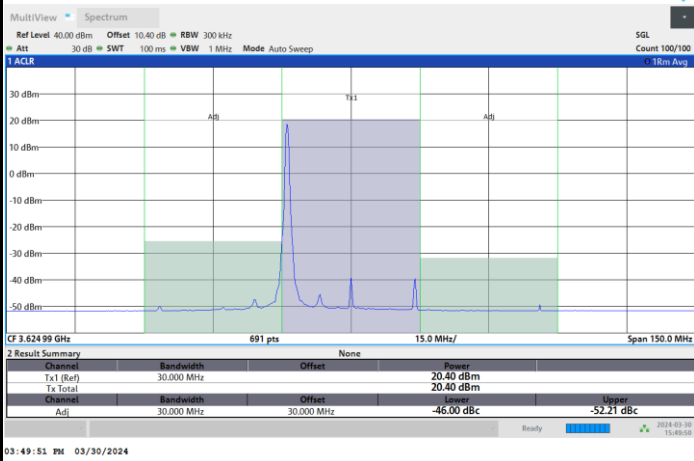 MultiView Spectrum
Ref Level 40.00 dBm Offset 10.40 dB RBW 300 kHz SGL
Att 30 dB SWT 100 ms VBW 1 MHz Mode Auto Sweep Count 100/100
1 ACLR 1Rm Avg
30 dBm
Tx1
20 dBm Adj Adj
10 dBm
0 dBm
-10 dBm
-20 dBm
-30 dBm
-40 dBm
-50 dBm
CF 3.624 99 GHz 691 pts 15.0 MHz/ Span 150.0 MHz
2 Result Summary None
Channel Bandwidth Offset Power
Tx1 (Ref) 30.000 MHz 20.40 dBm
Tx Total 20.40 dBm
Channel Bandwidth Offset Lower Upper
Adj 30.000 MHz 30.000 MHz -46.00 dBc -52.21 dBc
Ready 2024-03-30
15:49:50
03:49:51 PM 03/30/2024